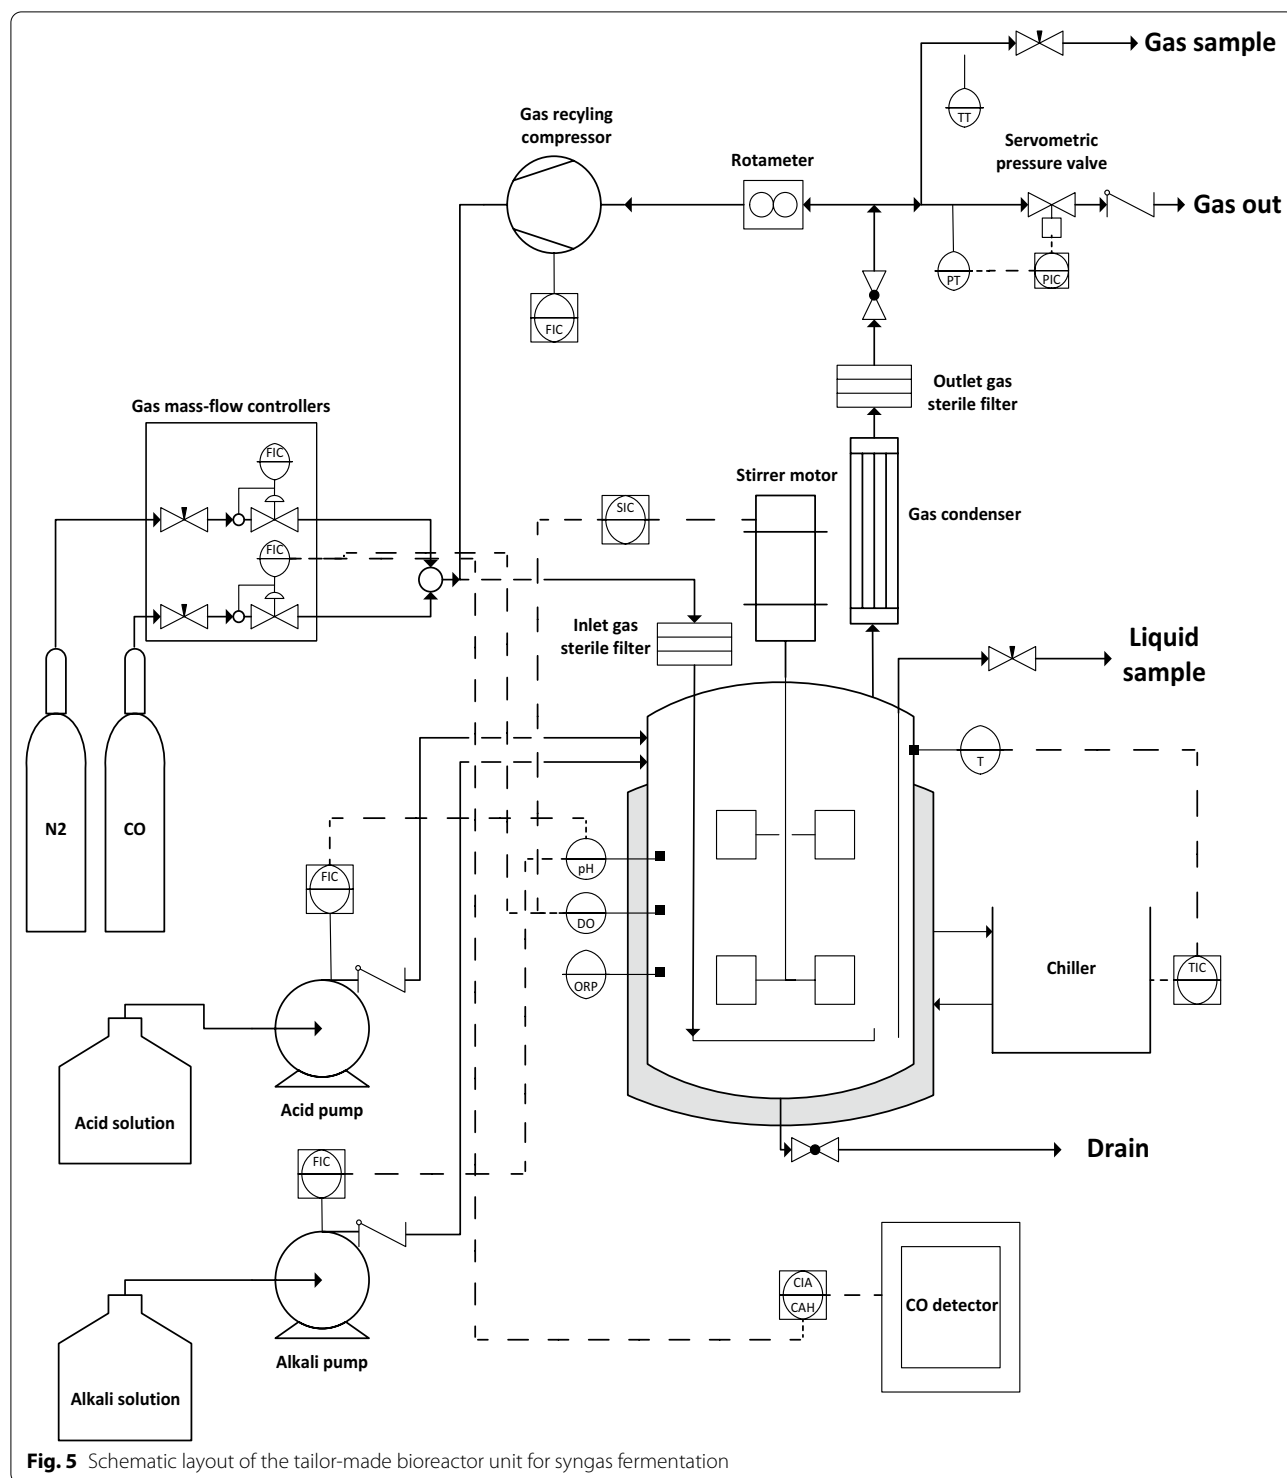 Gas sample
TT
Gas recyling
compressor
Servometric
pressure valve
Rotameter
Gas out
PT
PIC
FIC
Outlet gas
sterile filter
Gas mass-flow controllers
FIC
Stirrer motor
SIC
Gas condenser
FIC
Inlet gas
sterile filter
Liquid
sample
T
N2
CO
pH
FIC
DO
Chiller
TIC
ORP
Acid solution
Acid pump
Drain
FIC
CIA
CAH
CO detector
Alkali pump
Alkali solution
Fig. 5 Schematic layout of the tailor-made bioreactor unit for syngas fermentation